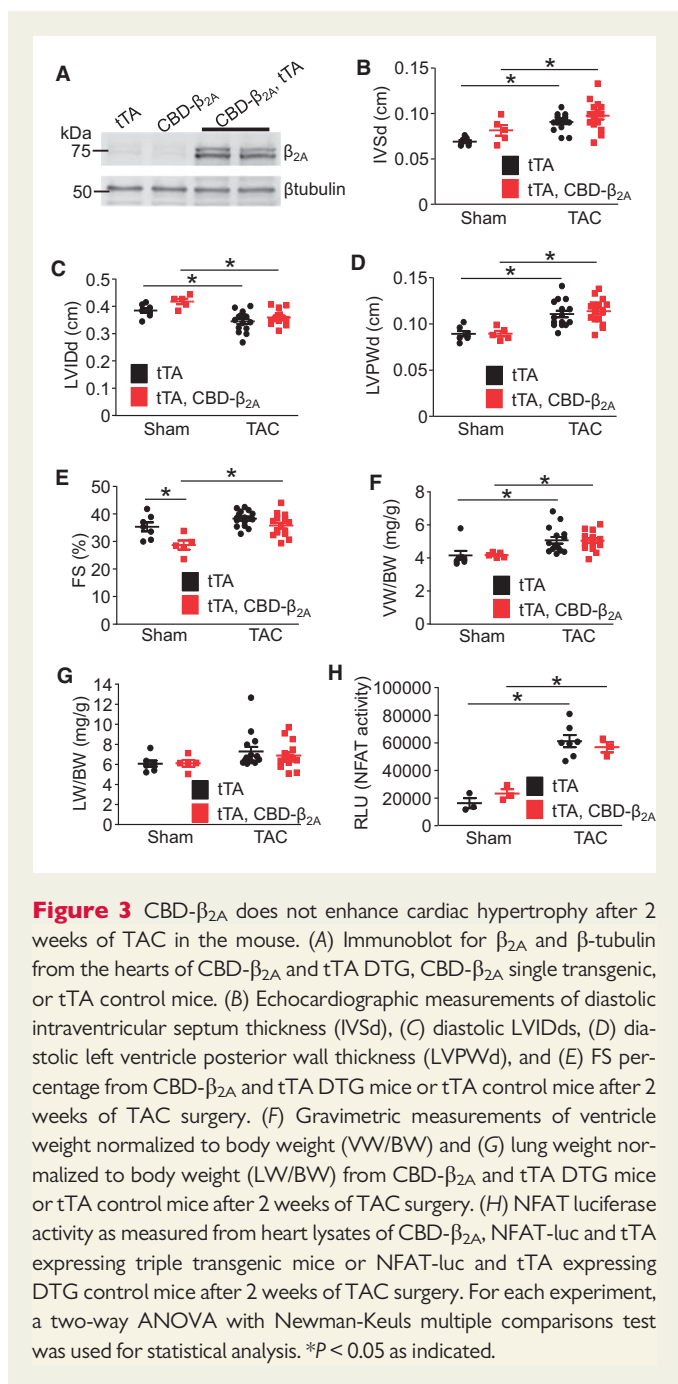 A
tTA
CBD-β2A
CBD-β2A, tTA
kDa
75
β2A
50
βtubulin
B
IVSd (cm)
0.15
0.10
0.05
0
* *
tTA
tTA, CBD-β2A
Sham TAC
C
LVIDd (cm)
0.5
0.4
0.3
0.2
0.1
0
* *
tTA
tTA, CBD-β2A
Sham TAC
D
LVPWd (cm)
0.15
0.10
0.05
0
* *
tTA
tTA, CBD-β2A
Sham TAC
E
FS (%)
50
40
30
20
10
0
* *
tTA
tTA, CBD-β2A
Sham TAC
F
VW/BW (mg/g)
8
6
4
2
0
* *
tTA
tTA, CBD-β2A
Sham TAC
G
LW/BW (mg/g)
14
12
10
8
6
4
2
0
tTA
tTA, CBD-β2A
Sham TAC
H
RLU (NFAT activity)
100000
80000
60000
40000
20000
0
* *
tTA
tTA, CBD-β2A
Sham TAC
Figure 3 CBD-β2A does not enhance cardiac hypertrophy after 2
weeks of TAC in the mouse. (A) Immunoblot for β2A and β-tubulin
from the hearts of CBD-β2A and tTA DTG, CBD-β2A single transgenic,
or tTA control mice. (B) Echocardiographic measurements of diastolic
intraventricular septum thickness (IVSd), (C) diastolic LVIDds, (D) dia-
stolic left ventricle posterior wall thickness (LVPWd), and (E) FS per-
centage from CBD-β2A and tTA DTG mice or tTA control mice after 2
weeks of TAC surgery. (F) Gravimetric measurements of ventricle
weight normalized to body weight (VW/BW) and (G) lung weight nor-
malized to body weight (LW/BW) from CBD-β2A and tTA DTG mice
or tTA control mice after 2 weeks of TAC surgery. (H) NFAT luciferase
activity as measured from heart lysates of CBD-β2A, NFAT-luc and tTA
expressing triple transgenic mice or NFAT-luc and tTA expressing
DTG control mice after 2 weeks of TAC surgery. For each experiment,
a two-way ANOVA with Newman-Keuls multiple comparisons test
was used for statistical analysis. *P < 0.05 as indicated.